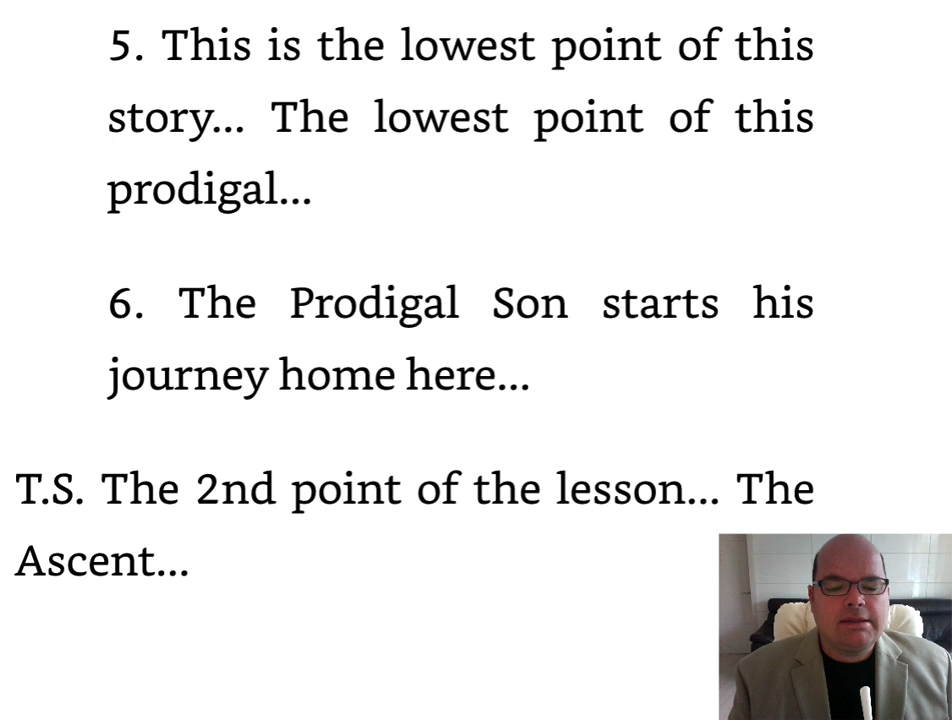 5. This is the lowest point of this
story... The lowest point of this
prodigal...
6. The Prodigal Son starts his
journey home here...
T.S. The 2nd point of the lesson... The
Ascent...